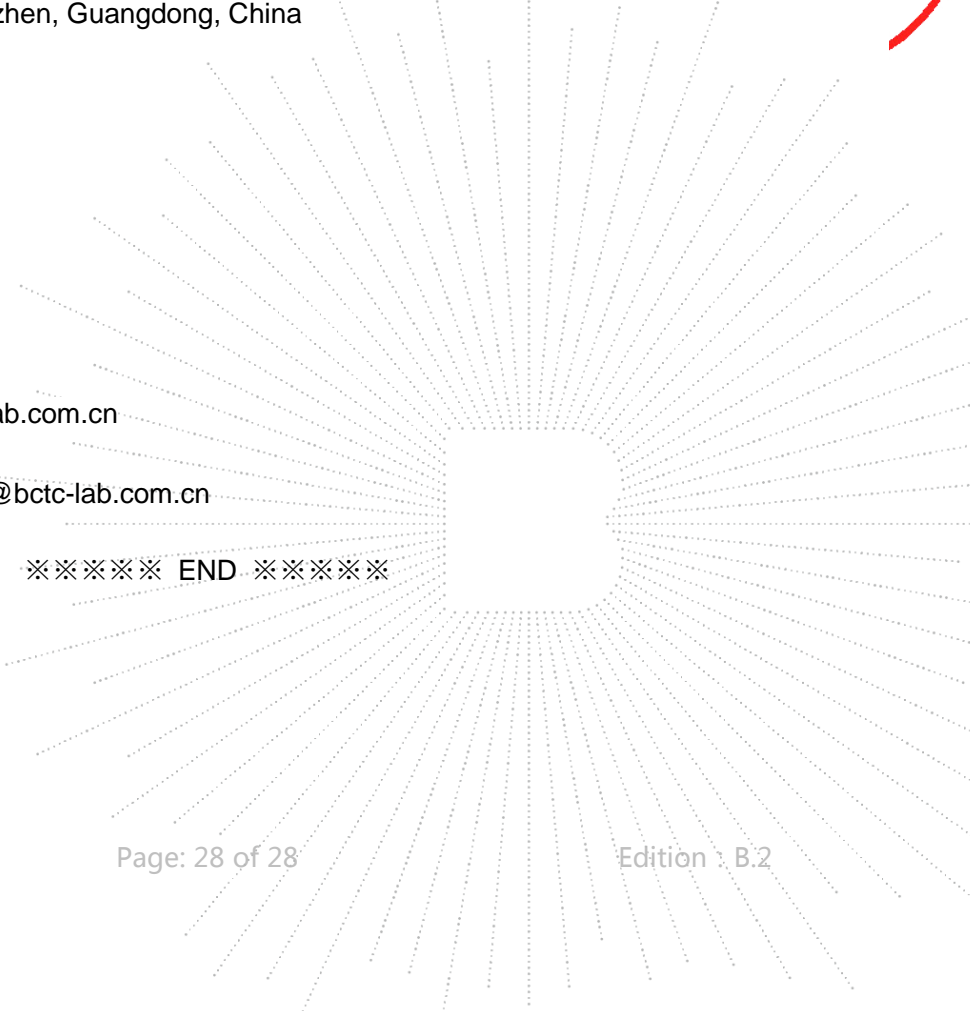 zhen, Guangdong, China
ab.com.cn
@bctc-lab.com.cn
※※※※※ END ※※※※※
Page: 28 of 28 Edition：B.2